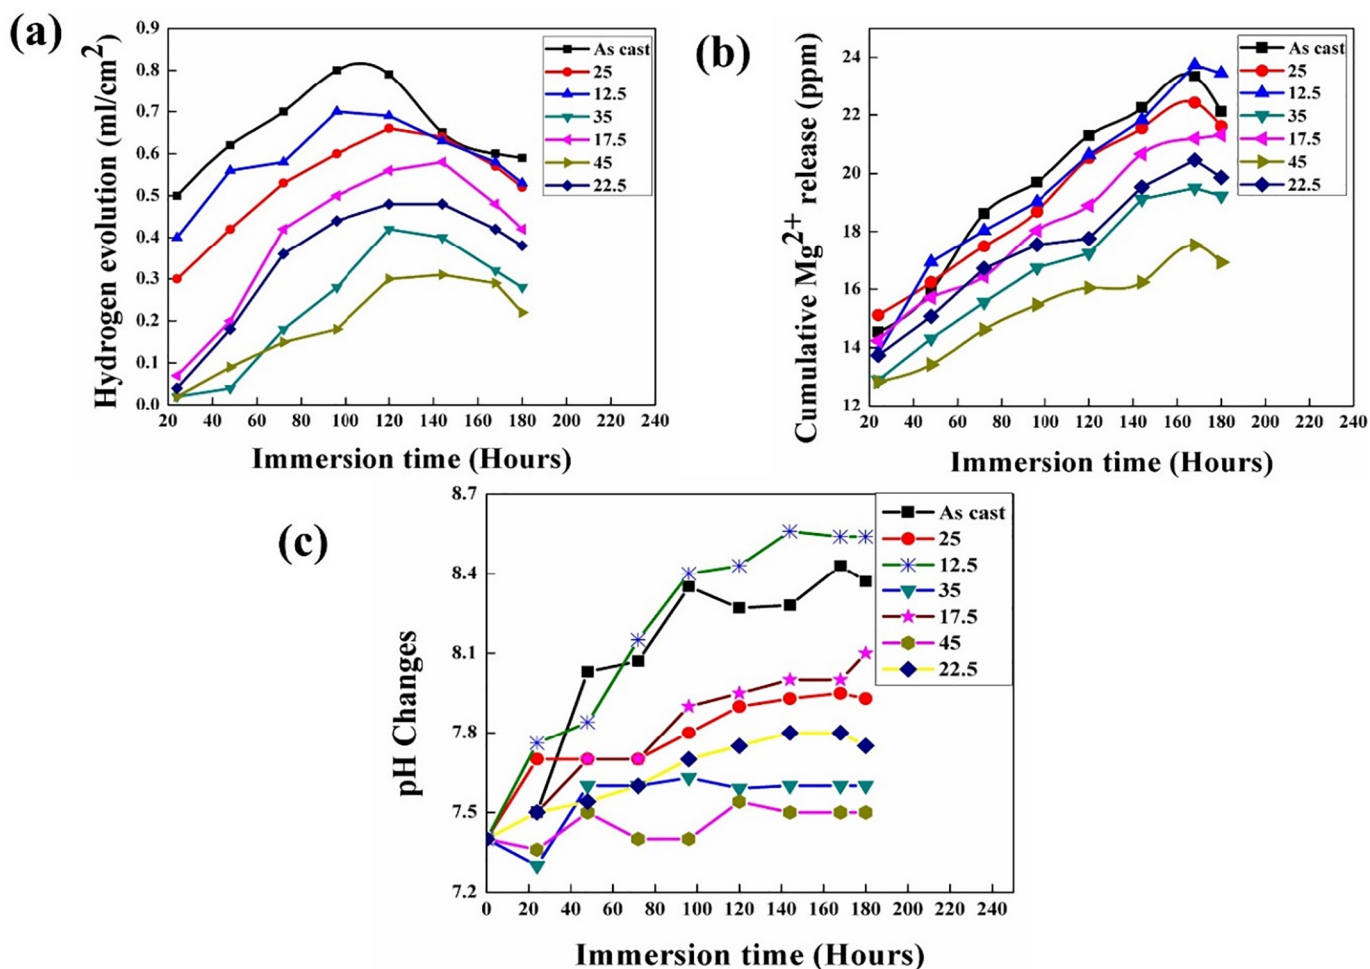 (a)
Hydrogen evolution (ml/cm2)
0.9
0.8
0.7
0.6
0.5
0.4
0.3
0.2
0.1
0.0
As cast
25
12.5
35
17.5
45
22.5
20 40 60 80 100 120 140 160 180 200 220 240
Immersion time (Hours)
(b)
Cumulative Mg2+ release (ppm)
24
22
20
18
16
14
12
As cast
25
12.5
35
17.5
45
22.5
20 40 60 80 100 120 140 160 180 200 220 240
Immersion time (Hours)
(c)
pH Changes
8.7
8.4
8.1
7.8
7.5
7.2
As cast
25
12.5
35
17.5
45
22.5
0 20 40 60 80 100 120 140 160 180 200 220 240
Immersion time (Hours)